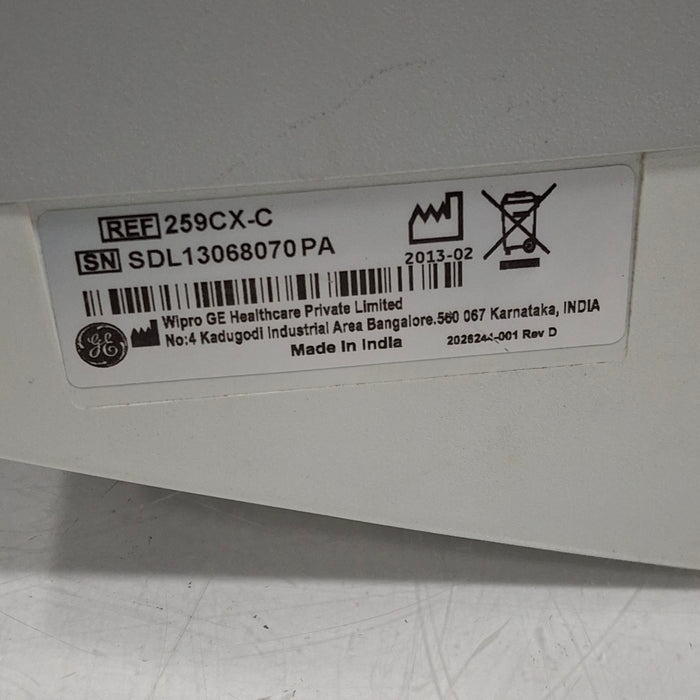 REF 259CX-C
SN SDL13068070PA
2013-02
Wipro GE Healthcare Private Limited
No:4 Kadugodi Industrial Area Bangalore.560 067 Karnataka, INDIA
GE
Made In India
Rev D